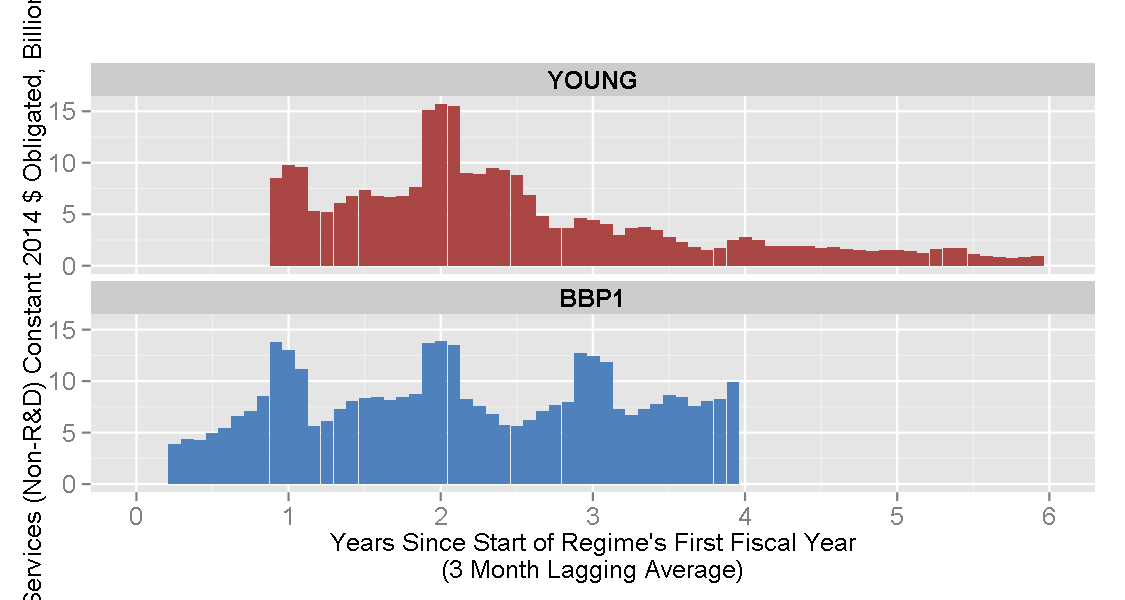 YOUNG
15
10
5
0
BBP1
15
10
5
0
0 1 2 3 4 5 6
Years Since Start of Regime's First Fiscal Year
(3 Month Lagging Average)
Services (Non-R&D) Constant 2014 $ Obligated,